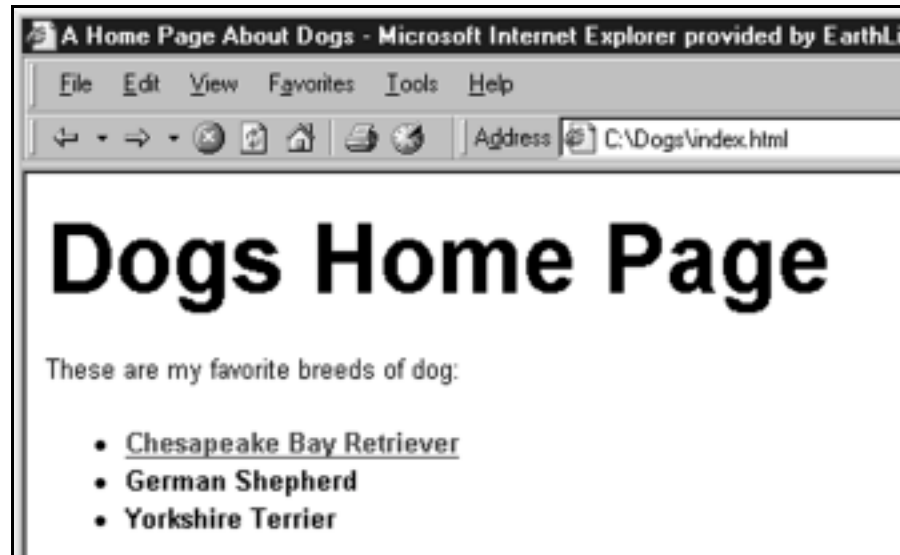 A Home Page About Dogs - Microsoft Internet Explorer provided by
File Edit View Favorites Tools Help
Address C:\Dogs\index.html
Dogs Home Page
These are my favorite breeds of dog:
• Chesapeake Bay Retriever
• German Shepherd
• Yorkshire Terrier